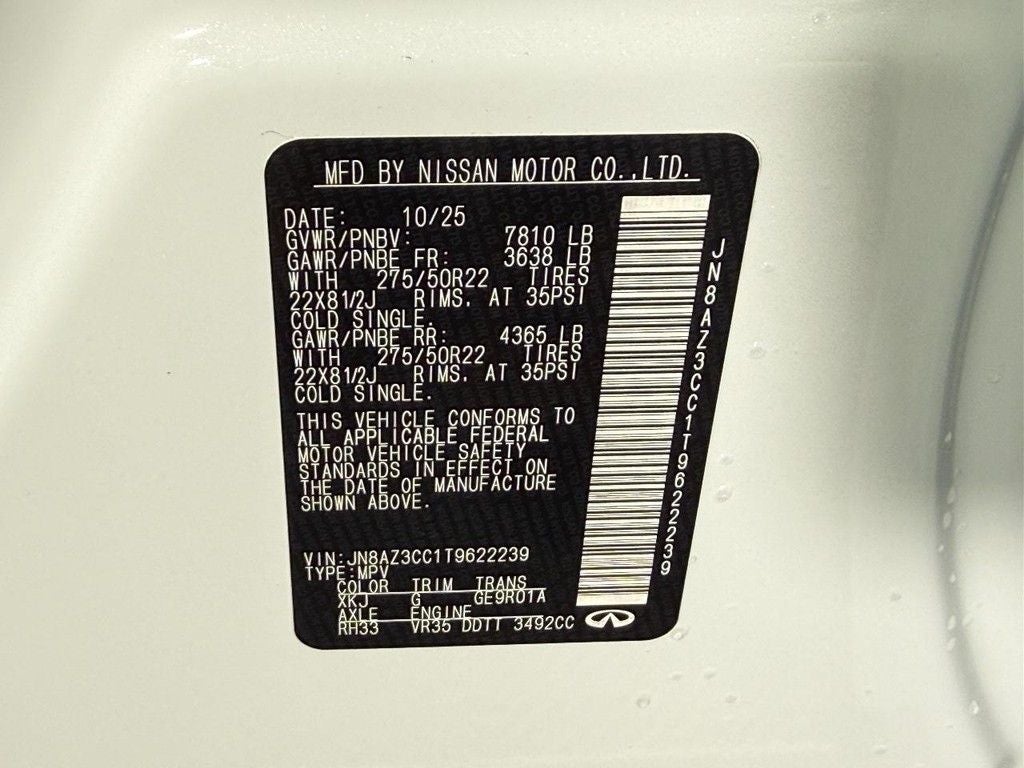 MFD BY NISSAN MOTOR CO.,LTD.
DATE: 10/25
GVWR/PNBV: 7810 LB
GAWR/PNBE FR: 3638 LB
WITH 275/50R22 TIRES
22X81/2J RIMS. AT 35PSI
COLD SINGLE.
GAWR/PNBE RR: 4365 LB
WITH 275/50R22 TIRES
22X81/2J RIMS. AT 35PSI
COLD SINGLE.
THIS VEHICLE CONFORMS TO
ALL APPLICABLE FEDERAL
MOTOR VEHICLE SAFETY
STANDARDS IN EFFECT ON
THE DATE OF MANUFACTURE
SHOWN ABOVE.
VIN:JN8AZ3CC1T9622239
TYPE:MPV
COLOR TRIM TRANS
XKJ G GE9R01A
AXLE ENGINE
RH33 VR35 DDTT 3492CC
JN8AZ3CC1T9622239